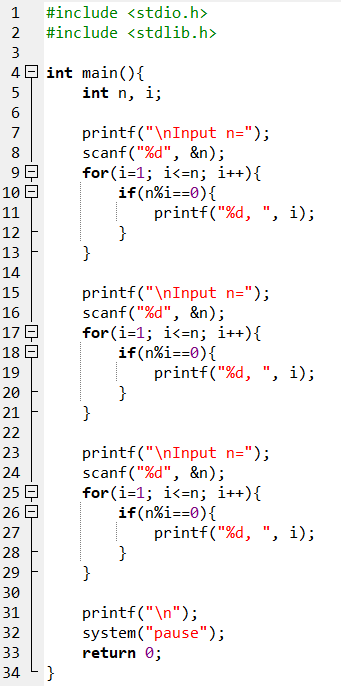 1 #include <stdio.h>
2 #include <stdlib.h>
3
4 int main(){
5     int n, i;
6
7     printf("\nInput n=");
8     scanf("%d", &n);
9     for(i=1; i<=n; i++){
10         if(n%i==0){
11             printf("%d, ", i);
12         }
13     }
14
15     printf("\nInput n=");
16     scanf("%d", &n);
17     for(i=1; i<=n; i++){
18         if(n%i==0){
19             printf("%d, ", i);
20         }
21     }
22
23     printf("\nInput n=");
24     scanf("%d", &n);
25     for(i=1; i<=n; i++){
26         if(n%i==0){
27             printf("%d, ", i);
28         }
29     }
30
31     printf("\n");
32     system("pause");
33     return 0;
34 }